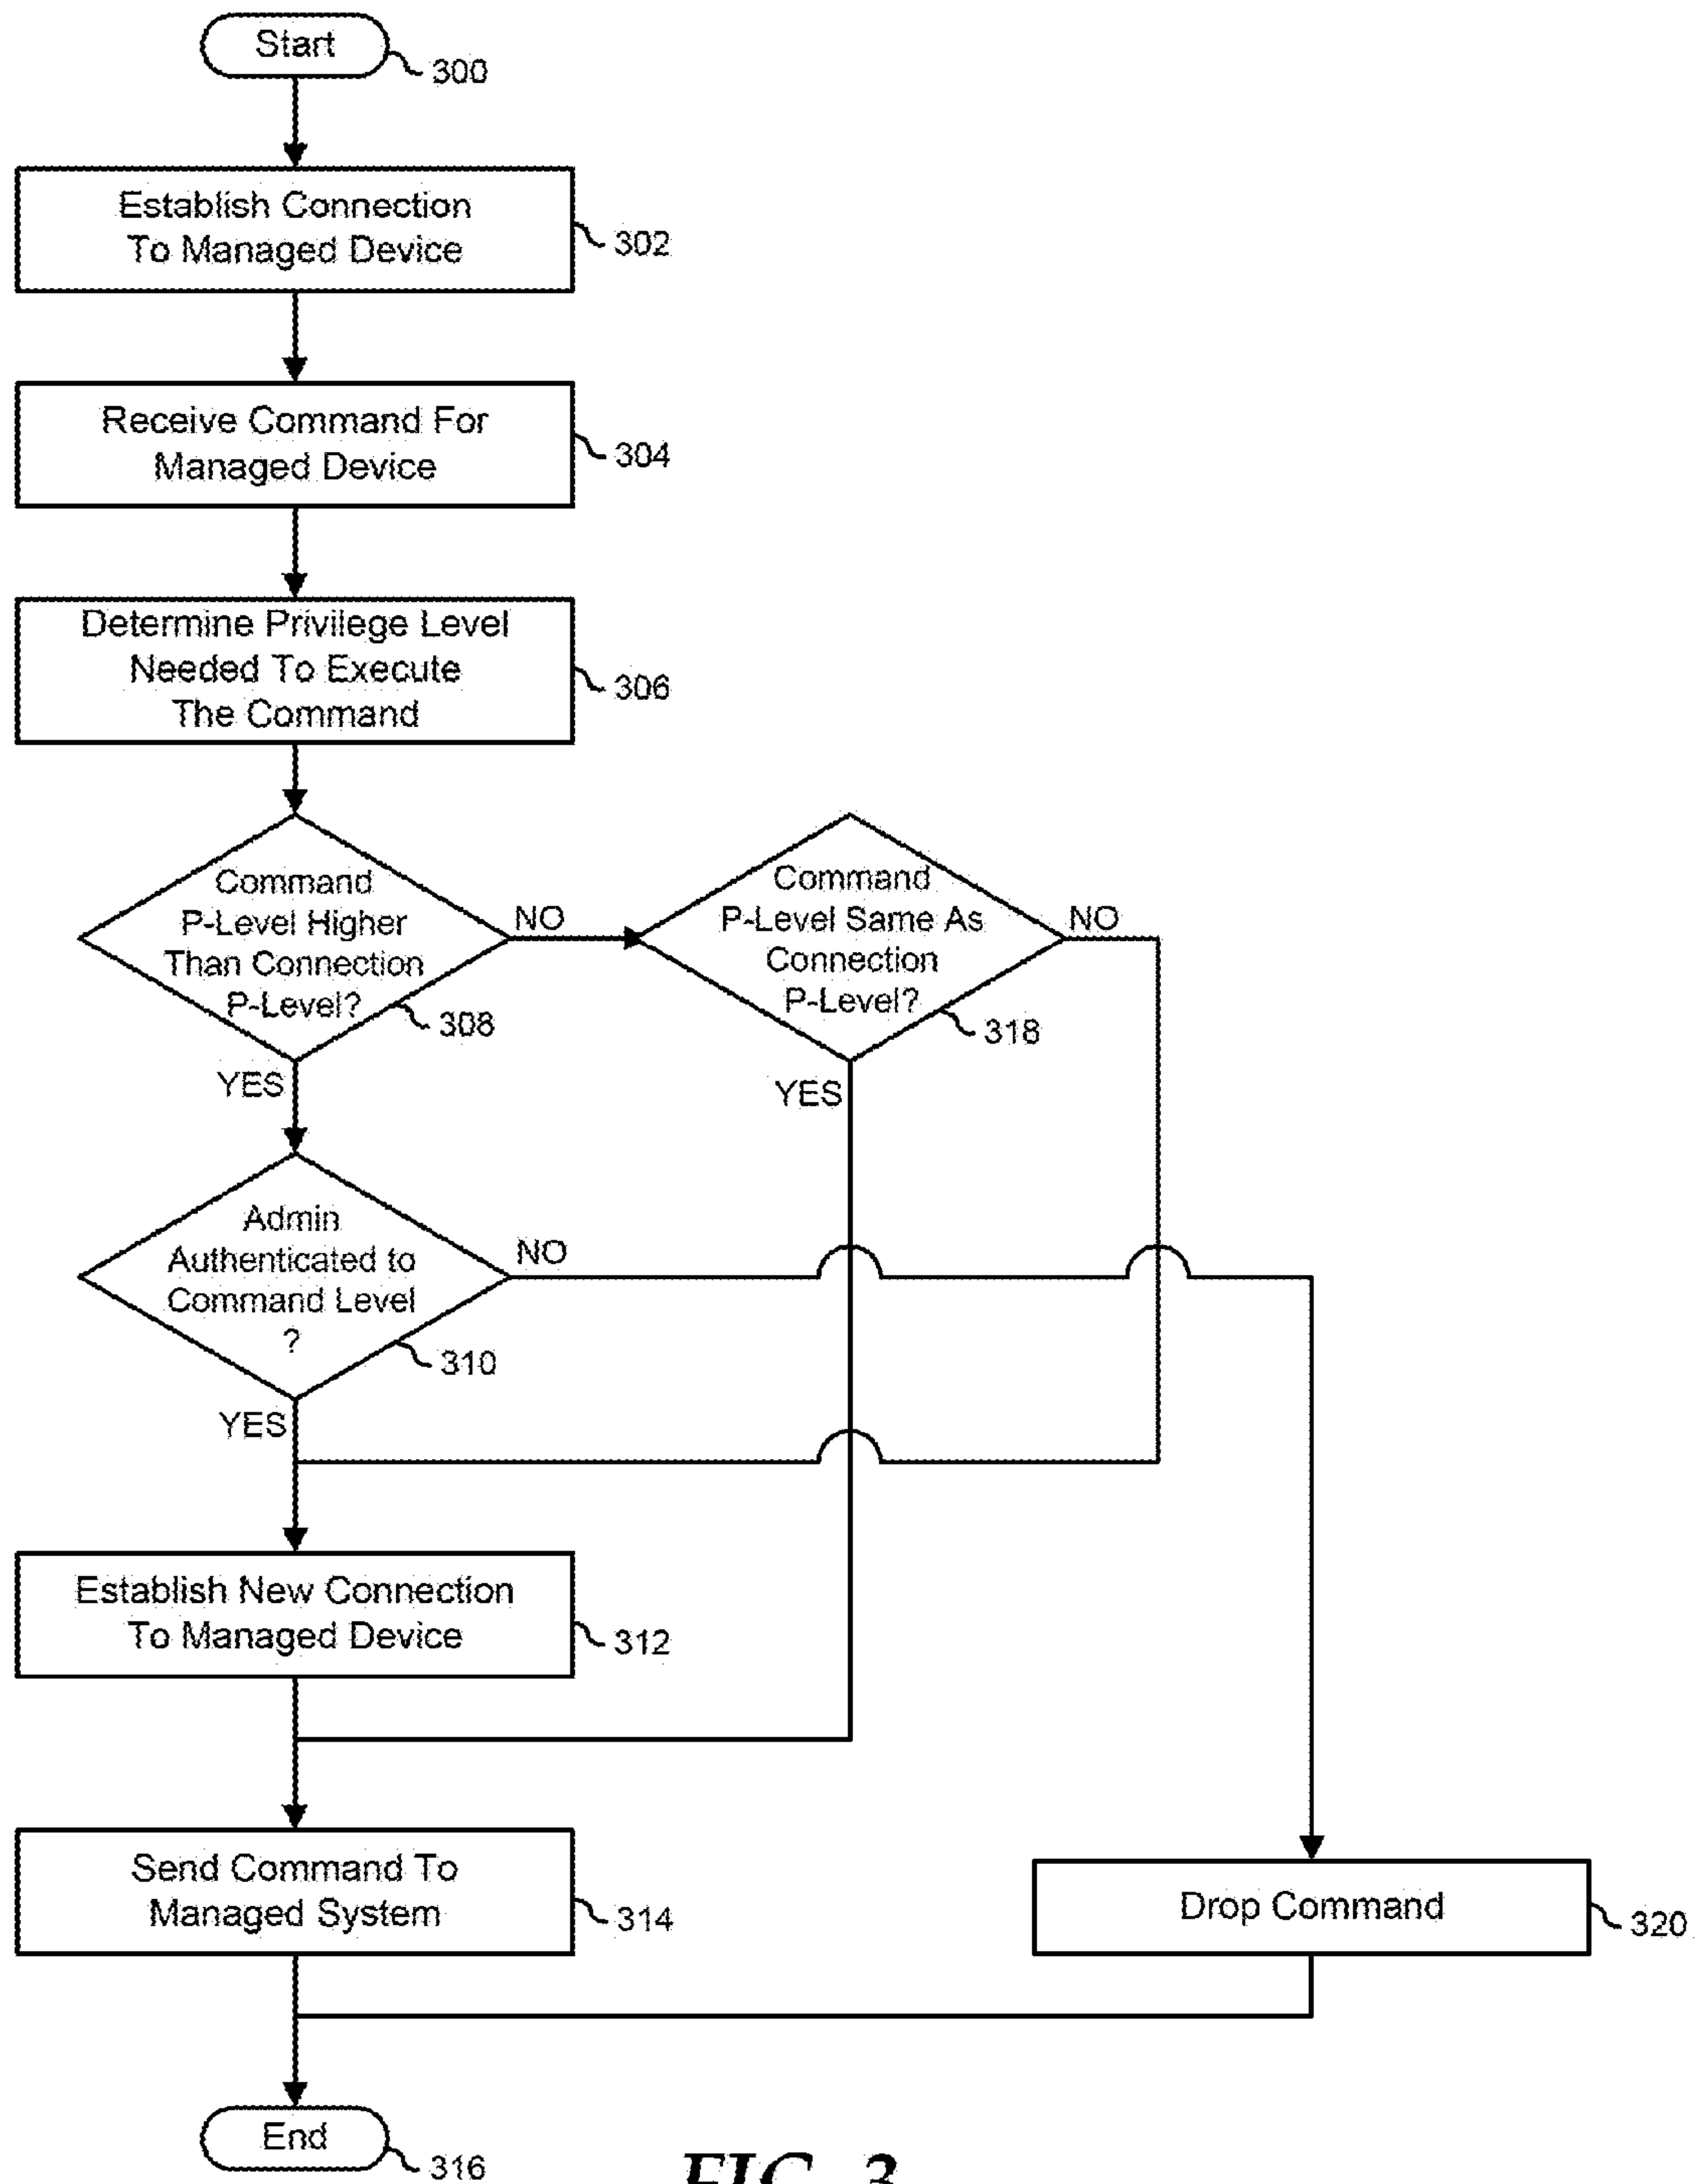 Start
300
Establish Connection
To Managed Device
302
Receive Command For
Managed Device
304
Determine Privilege Level
Needed To Execute
The Command
306
Command
P-Level Higher
Than Connection
P-Level?
308
NO
YES
Command
P-Level Same As
Connection
P-Level?
318
NO
YES
Admin
Authenticated to
Command Level
?
310
NO
YES
Establish New Connection
To Managed Device
312
Send Command To
Managed System
314
Drop Command
320
End
316
FIG. 3